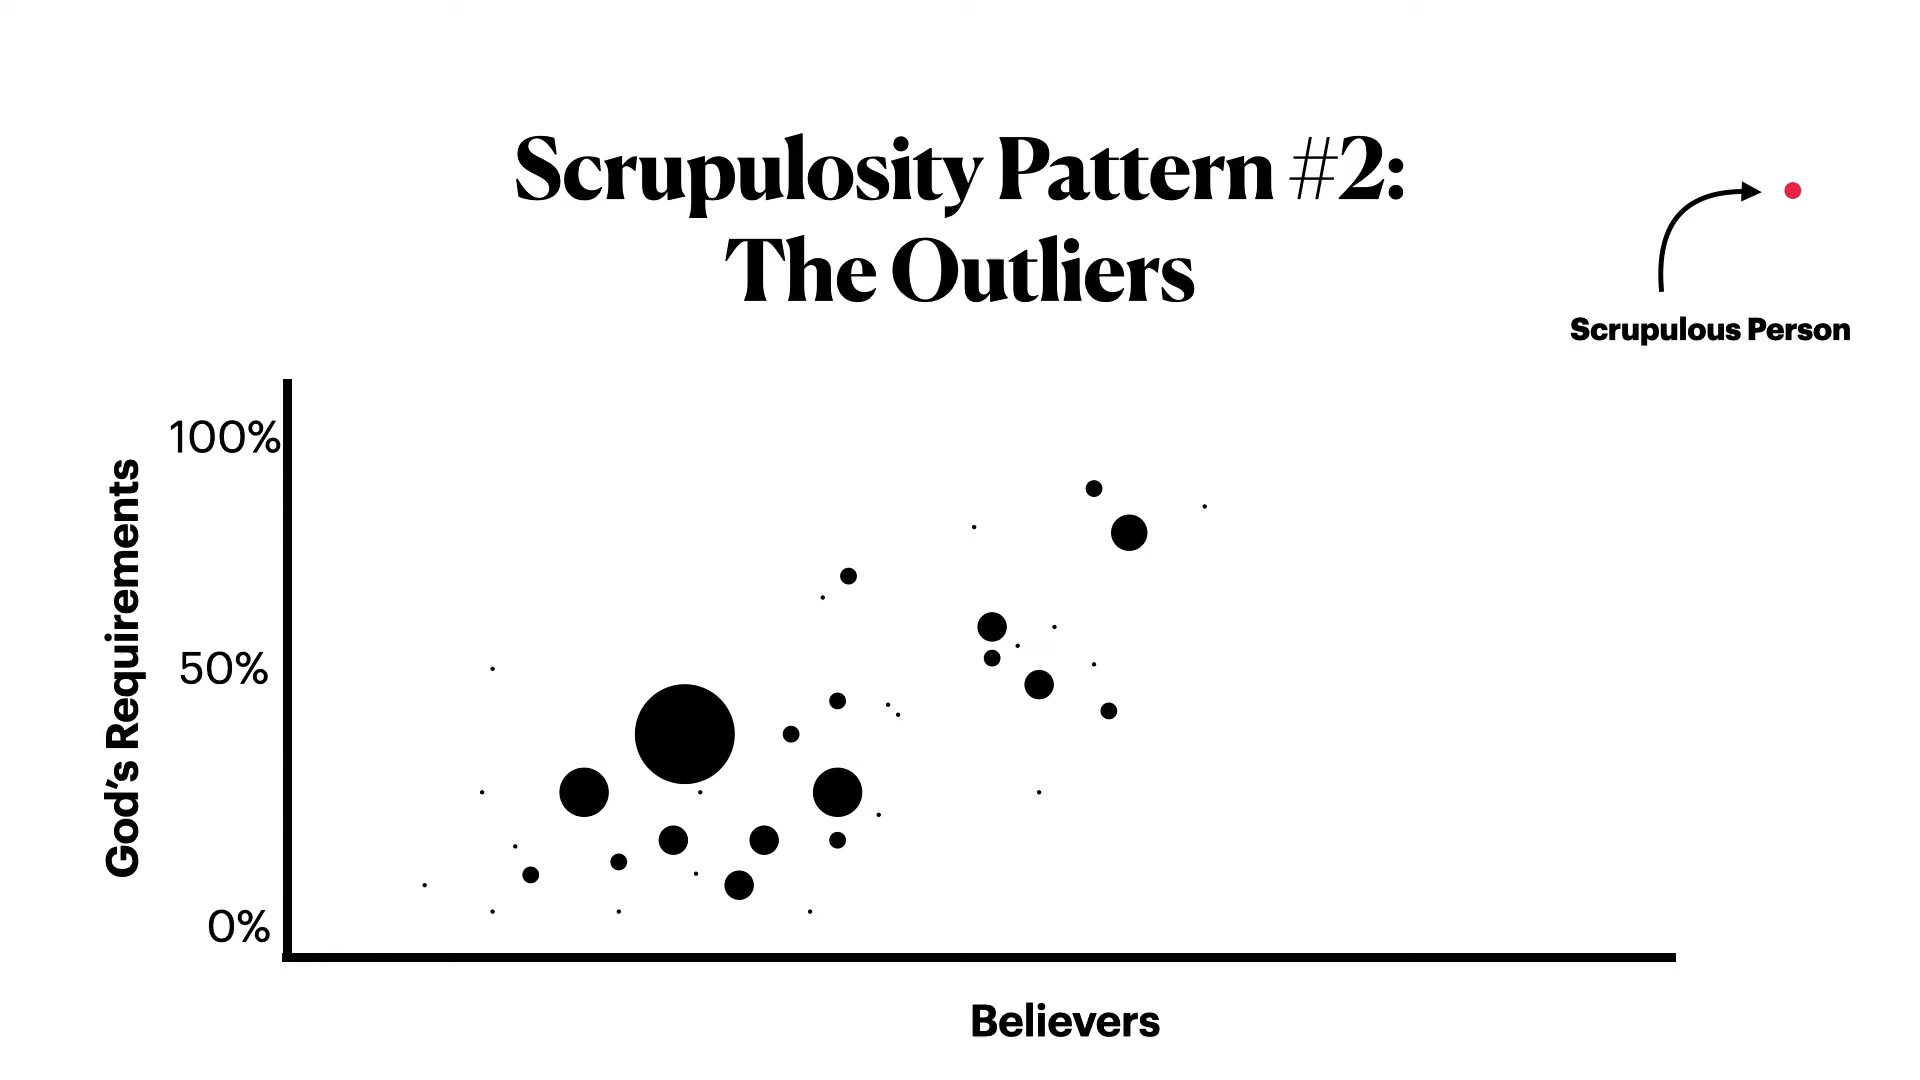 Scrupulosity Pattern #2:
The Outliers
Scrupulous Person
God’s Requirements
100%
50%
0%
Believers